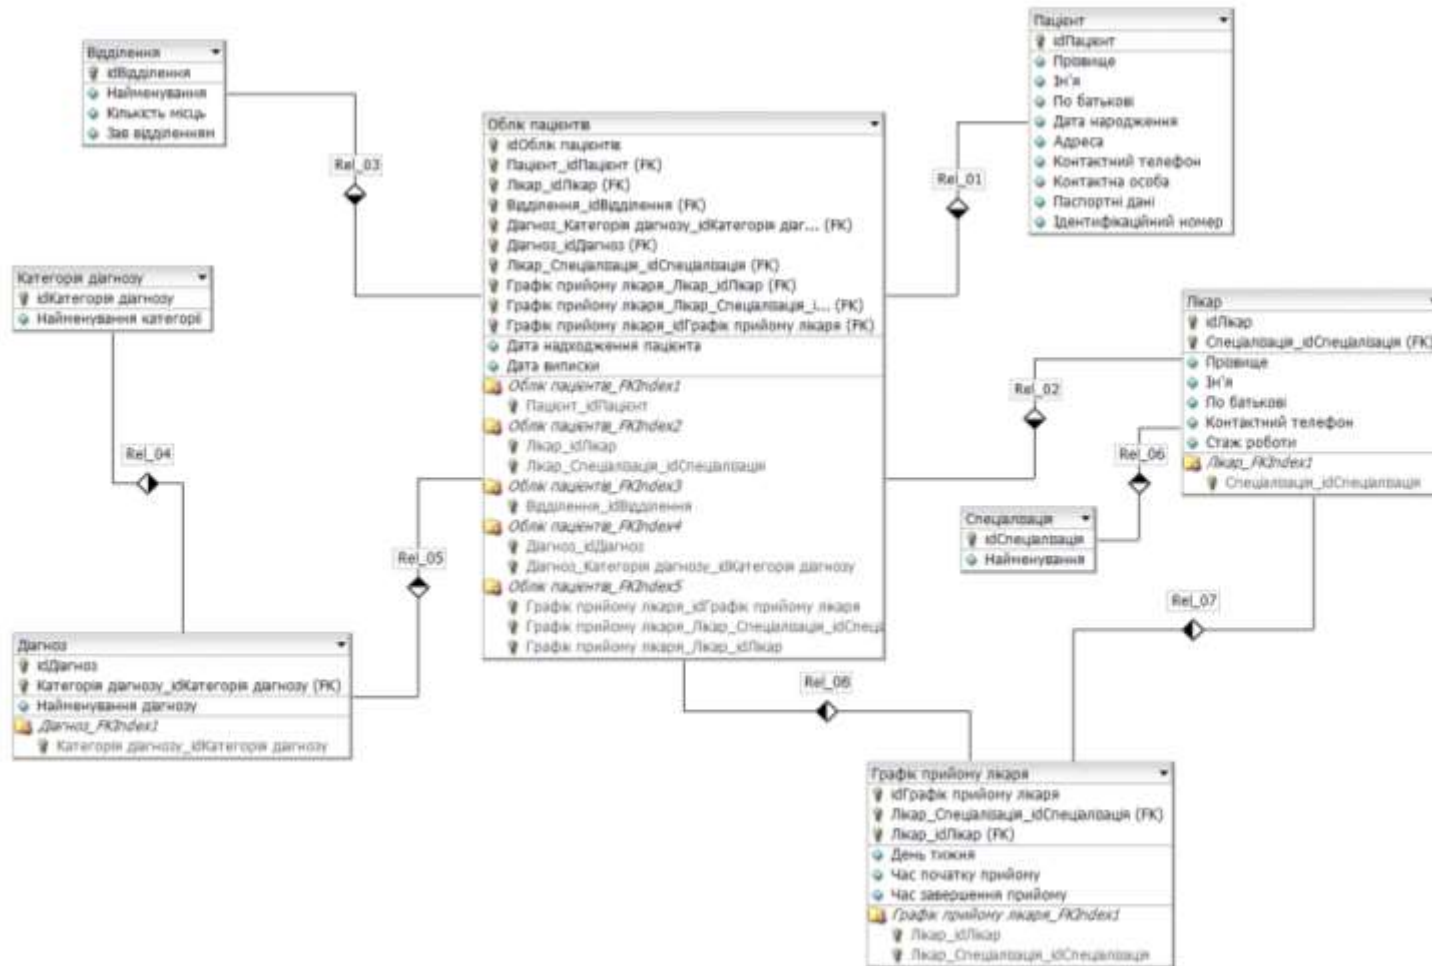 Відділення
idВідділення
Найменування
Кількість місць
Зав відділенням
Rel_03
Категорія діагнозу
idКатегорія діагнозу
Найменування категорії
Rel_04
Діагноз
idДіагноз
Категорія діагнозу_idКатегорія діагнозу (FK)
Найменування діагнозу
Діагноз_FKIndex1
Категорія діагнозу_idКатегорія діагнозу
Rel_05
Облік пацієнтів
idОблік пацієнтів
Пацієнт_idПацієнт (FK)
Лікар_idЛікар (FK)
Відділення_idВідділення (FK)
Діагноз_Категорія діагнозу_idКатегорія діаг... (FK)
Діагноз_idДіагноз (FK)
Лікар_Спеціалізація_idСпеціалізація (FK)
Графік прийому лікаря_Лікар_idЛікар (FK)
Графік прийому лікаря_Лікар_Спеціалізація_i... (FK)
Графік прийому лікаря_idГрафік прийому лікаря (FK)
Дата надходження пацієнта
Дата виписки
Облік пацієнтів_FKIndex1
Пацієнт_idПацієнт
Облік пацієнтів_FKIndex2
Лікар_idЛікар
Лікар_Спеціалізація_idСпеціалізація
Облік пацієнтів_FKIndex3
Відділення_idВідділення
Облік пацієнтів_FKIndex4
Діагноз_idДіагноз
Діагноз_Категорія діагнозу_idКатегорія діагнозу
Облік пацієнтів_FKIndex5
Графік прийому лікаря_idГрафік прийому лікаря
Графік прийому лікаря_Лікар_Спеціалізація_idСпеці
Графік прийому лікаря_Лікар_idЛікар
Rel_01
Пацієнт
idПацієнт
Прізвище
Ім'я
По батькові
Дата народження
Адреса
Контактний телефон
Контактна особа
Паспортні дані
Ідентифікаційний номер
Rel_02
Лікар
idЛікар
Спеціалізація_idСпеціалізація (FK)
Прізвище
Ім'я
По батькові
Контактний телефон
Стаж роботи
Лікар_FKIndex1
Спеціалізація_idСпеціалізація
Rel_06
Спеціалізація
idСпеціалізація
Найменування
Rel_07
Rel_08
Графік прийому лікаря
idГрафік прийому лікаря
Лікар_Спеціалізація_idСпеціалізація (FK)
Лікар_idЛікар (FK)
День тижня
Час початку прийому
Час завершення прийому
Графік прийому лікаря_FKIndex1
Лікар_idЛікар
Лікар_Спеціалізація_idСпеціалізація